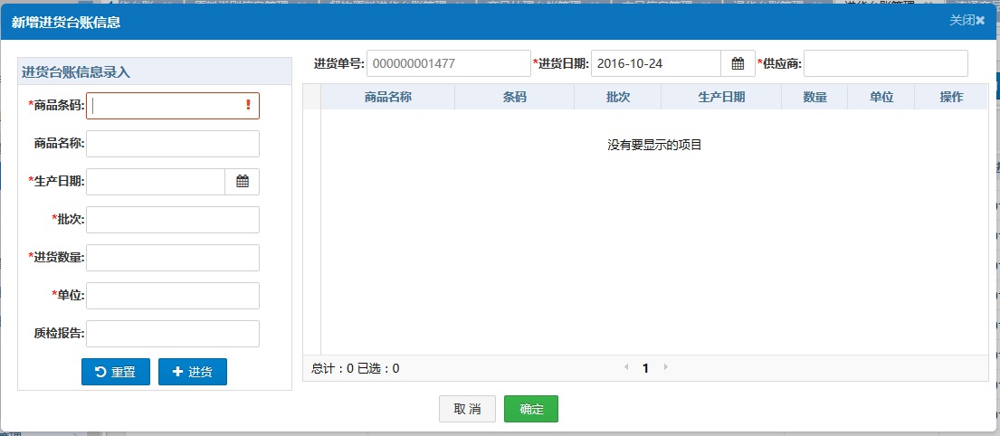 新增进货台账信息
关闭
进货台账信息录入
*商品条码:
商品名称:
*生产日期:
*批次:
*进货数量:
*单位:
质检报告:
重置 进货
进货单号: 000000001477 *进货日期: 2016-10-24 *供应商:
商品名称 条码 批次 生产日期 数量 单位 操作
没有要显示的项目
总计：0 已选：0 1
取 消 确定